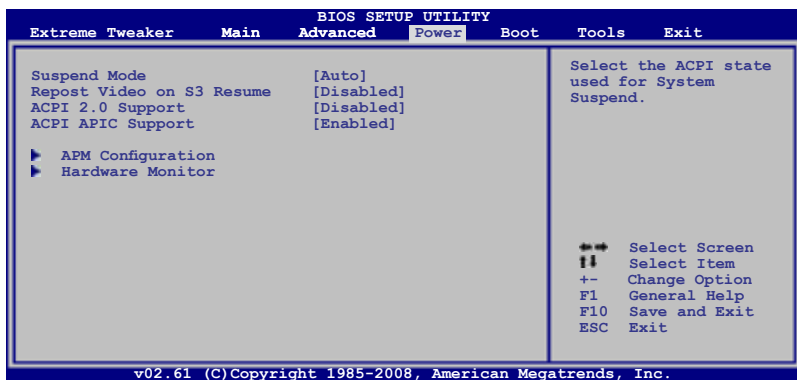 BIOS SETUP UTILITY
Extreme Tweaker Main Advanced Power Boot Tools Exit
Suspend Mode [Auto]
Repost Video on S3 Resume [Disabled]
ACPI 2.0 Support [Disabled]
ACPI APIC Support [Enabled]
APM Configuration
Hardware Monitor
Select the ACPI state
used for System
Suspend.
Select Screen
Select Item
+- Change Option
F1 General Help
F10 Save and Exit
ESC Exit
v02.61 (C)Copyright 1985-2008, American Megatrends, Inc.